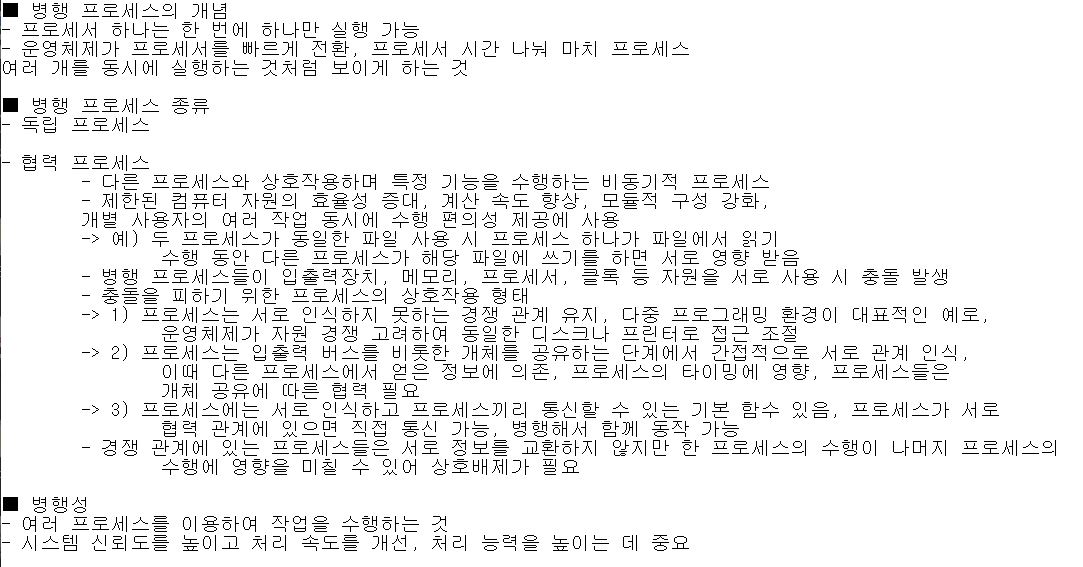 ■ 병행 프로세스의 개념
- 프로세서 하나는 한 번에 하나만 실행 가능
- 운영체제가 프로세서를 빠르게 전환, 프로세서 시간 나눠 마치 프로세스
여러 개를 동시에 실행하는 것처럼 보이게 하는 것
■ 병행 프로세스 종류
- 독립 프로세스
- 협력 프로세스
- 다른 프로세스와 상호작용하며 특정 기능을 수행하는 비동기적 프로세스
- 제한된 컴퓨터 자원의 효율성 증대, 계산 속도 향상, 모듈적 구성 강화,
개별 사용자의 여러 작업 동시에 수행 편의성 제공에 사용
-> 예) 두 프로세스가 동일한 파일 사용 시 프로세스 하나가 파일에서 읽기
수행 동안 다른 프로세스가 해당 파일에 쓰기를 하면 서로 영향 받음
- 병행 프로세스들이 입출력장치, 메모리, 프로세서, 클톡 등 자원을 서로 사용 시 충돌 발생
- 충돌을 피하기 위한 프로세스의 상호작용 형태
-> 1) 프로세스는 서로 인식하지 못하는 경쟁 관계 유지, 다중 프로그래밍 환경이 대표적인 예로,
운영체제가 자원 경쟁 고려하여 동일한 디스크나 프린터로 접근 조절
-> 2) 프로세스는 입출력 버스를 비롯한 개체를 공유하는 단계에서 간접적으로 서로 관계 인식,
이때 다른 프로세스에서 얻은 정보에 의존, 프로세스의 타이밍에 영향, 프로세스들은
개체 공유에 따른 협력 필요
-> 3) 프로세스에는 서로 인식하고 프로세스끼리 통신할 수 있는 기본 함수 있음, 프로세스가 서로
협력 관계에 있으면 직접 통신 가능, 병행해서 함께 동작 가능
- 경쟁 관계에 있는 프로세스들은 서로 정보를 교환하지 않지만 한 프로세스의 수행이 나머지 프로세스의
수행에 영향을 미칠 수 있어 상호배제가 필요
■ 병행성
- 여러 프로세스를 이용하여 작업을 수행하는 것
- 시스템 신뢰도를 높이고 처리 속도를 개선, 처리 능력을 높이는 데 중요